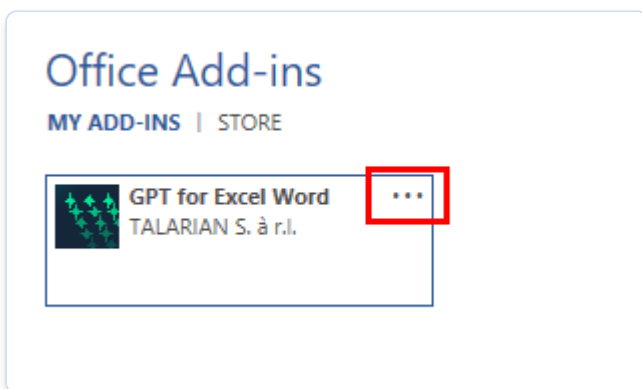 Office Add-ins
MY ADD-INS | STORE
GPT for Excel Word ...
TALARIAN S. à r.l.